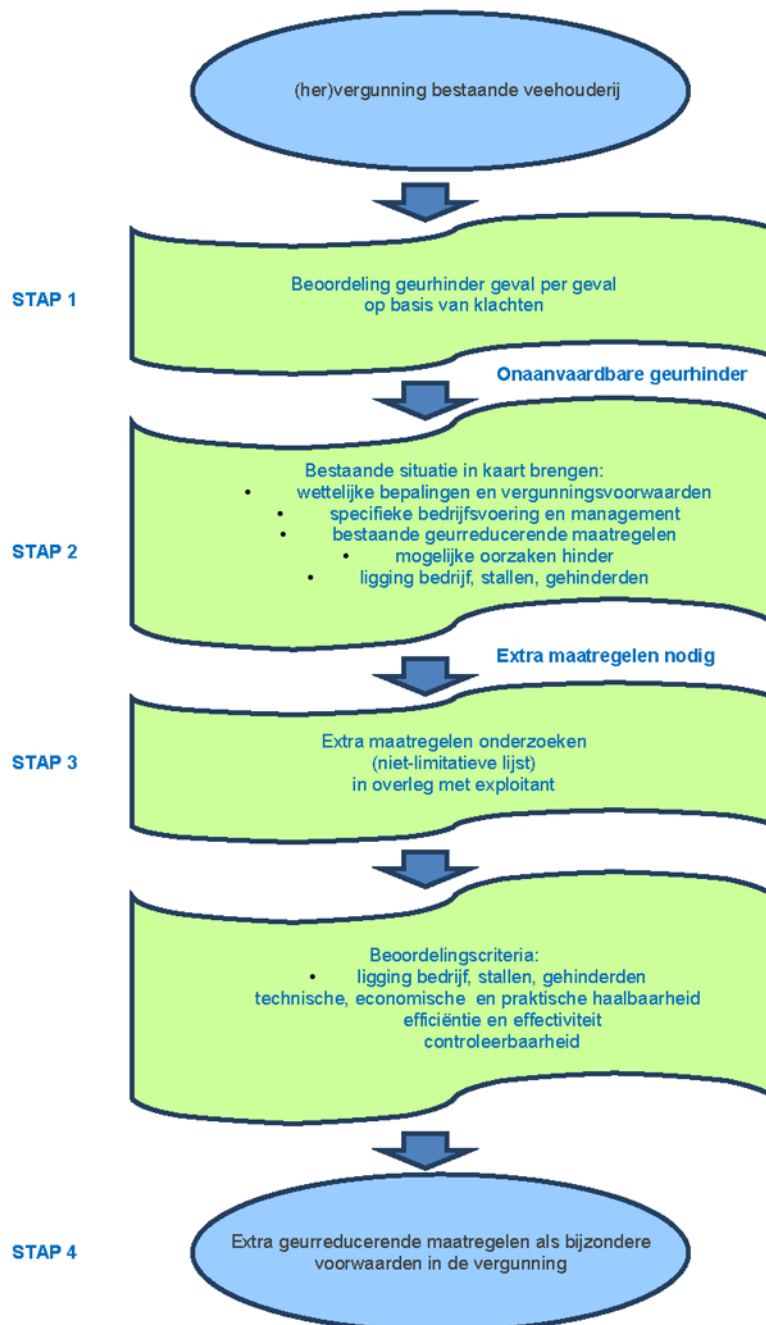 (her)vergunning bestaande veehouderij
STAP 1
Beoordeling geurhinder geval per geval
op basis van klachten
Onaanvaardbare geurhinder
STAP 2
Bestaande situatie in kaart brengen:
• wettelijke bepalingen en vergunningsvoorwaarden
• specifieke bedrijfsvoering en management
• bestaande geurreducerende maatregelen
• mogelijke oorzaken hinder
• ligging bedrijf, stallen, gehinderden
Extra maatregelen nodig
STAP 3
Extra maatregelen onderzoeken
(niet-limitatieve lijst)
in overleg met exploitant
Beoordelingscriteria:
• ligging bedrijf, stallen, gehinderden
technische, economische en praktische haalbaarheid
efficiëntie en effectiviteit
controleerbaarheid
STAP 4
Extra geurreducerende maatregelen als bijzondere
voorwaarden in de vergunning